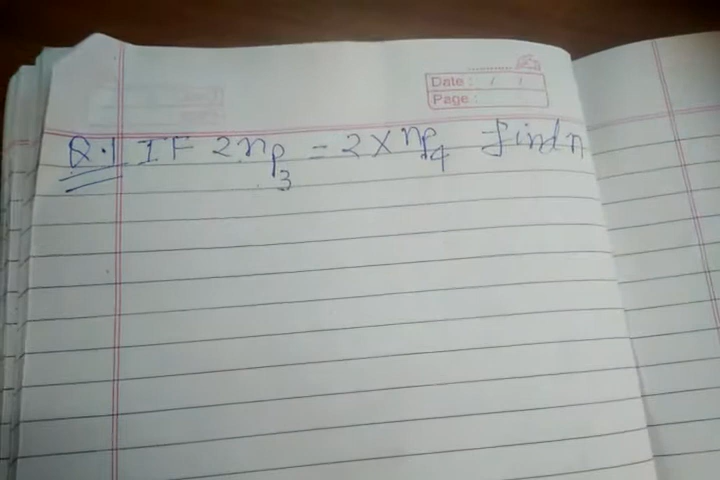 Date : / /
Page :
Q.1 IF 2np3 = 2 × np4 find n